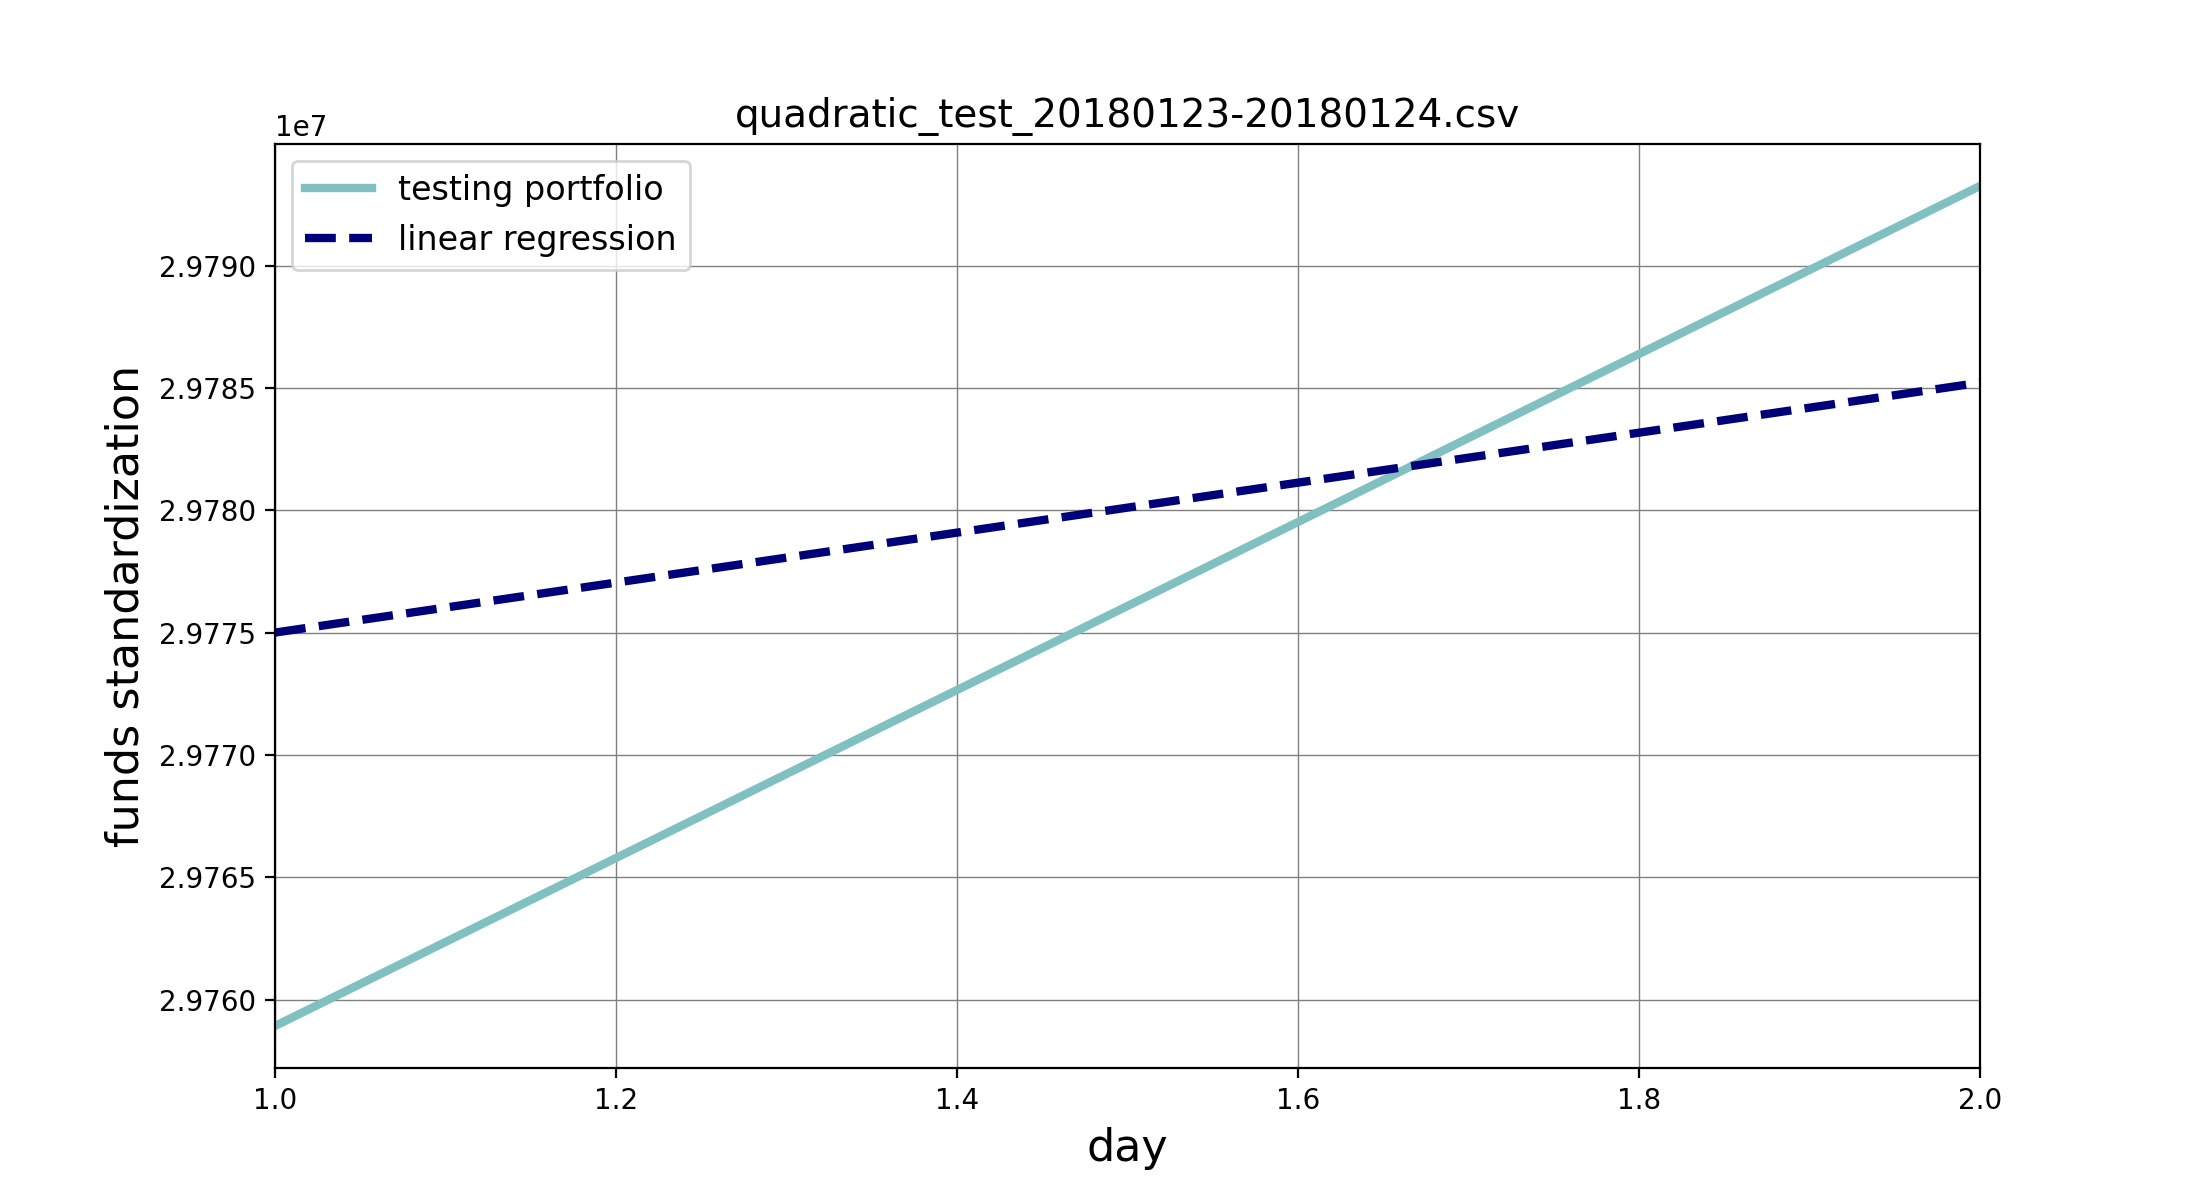 quadratic_test_20180123-20180124.csv
1e7
testing portfolio
linear regression
2.9790
2.9785
2.9780
2.9775
2.9770
2.9765
2.9760
funds standardization
1.0 1.2 1.4 1.6 1.8 2.0
day